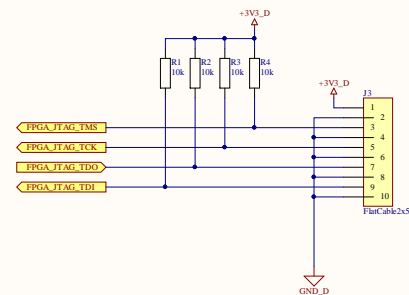 +3V3_D
R1 R2 R3 R4
10k 10k 10k 10k
+3V3_D
J3
1
2
FPGA_JTAG_TMS 3
4
FPGA_JTAG_TCK 5
6
FPGA_JTAG_TDO 7
8
FPGA_JTAG_TDI 9
10
FlatCable2x5
GND_D